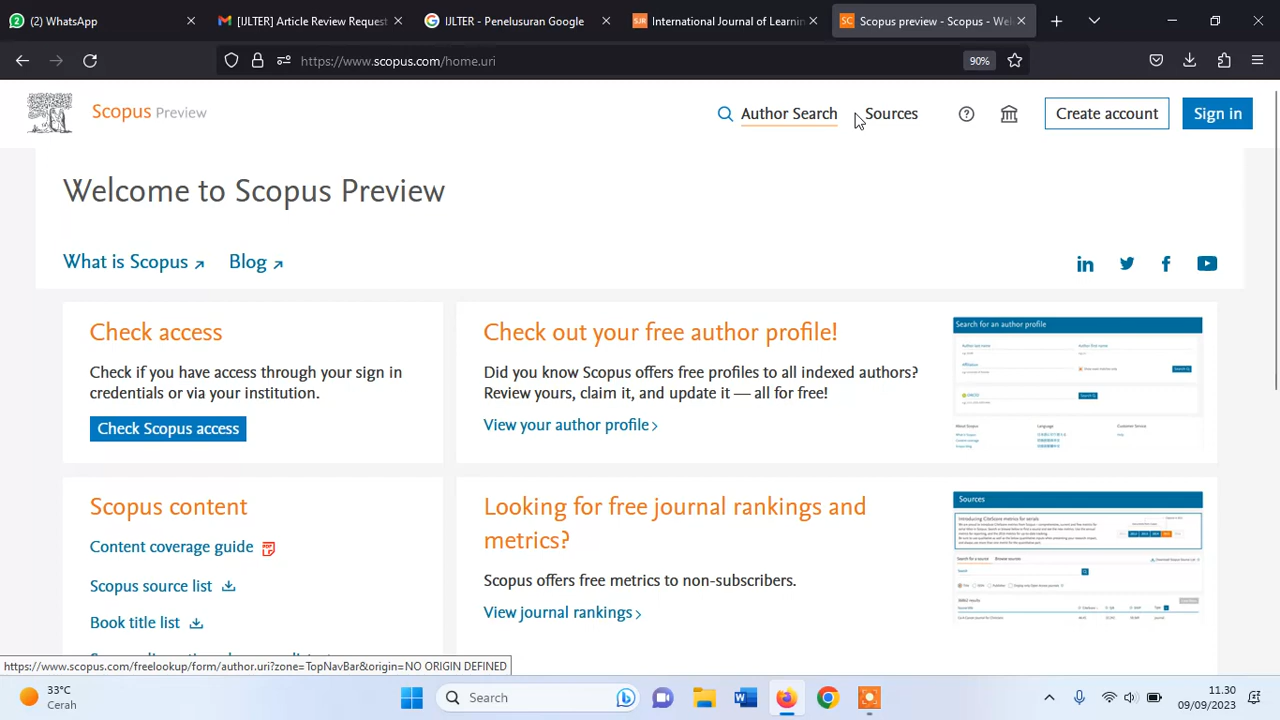 WhatsApp
[IJLTER] Article Review Request
IJLTER - Penelusuran Google
International Journal of Learnin
Scopus preview - Scopus - Wel
https://www.scopus.com/home.uri
90%
Scopus Preview
Author Search
Sources
Create account
Sign in
Welcome to Scopus Preview
What is Scopus
Blog
Check access
Check if you have access through your sign in
credentials or via your institution.
Check Scopus access
Check out your free author profile!
Did you know Scopus offers free profiles to all indexed authors?
Review yours, claim it, and update it — all for free!
View your author profile
Search for an author profile
Scopus content
Content coverage guide
Scopus source list
Book title list
Looking for free journal rankings and
metrics?
Scopus offers free metrics to non-subscribers.
View journal rankings
Sources
Introducing CiteScore metrics for serials
https://www.scopus.com/freelookup/form/author.uri?zone=TopNavBar&origin=NO ORIGIN DEFINED
33°C
Cerah
Search
11.30
09/09/2023